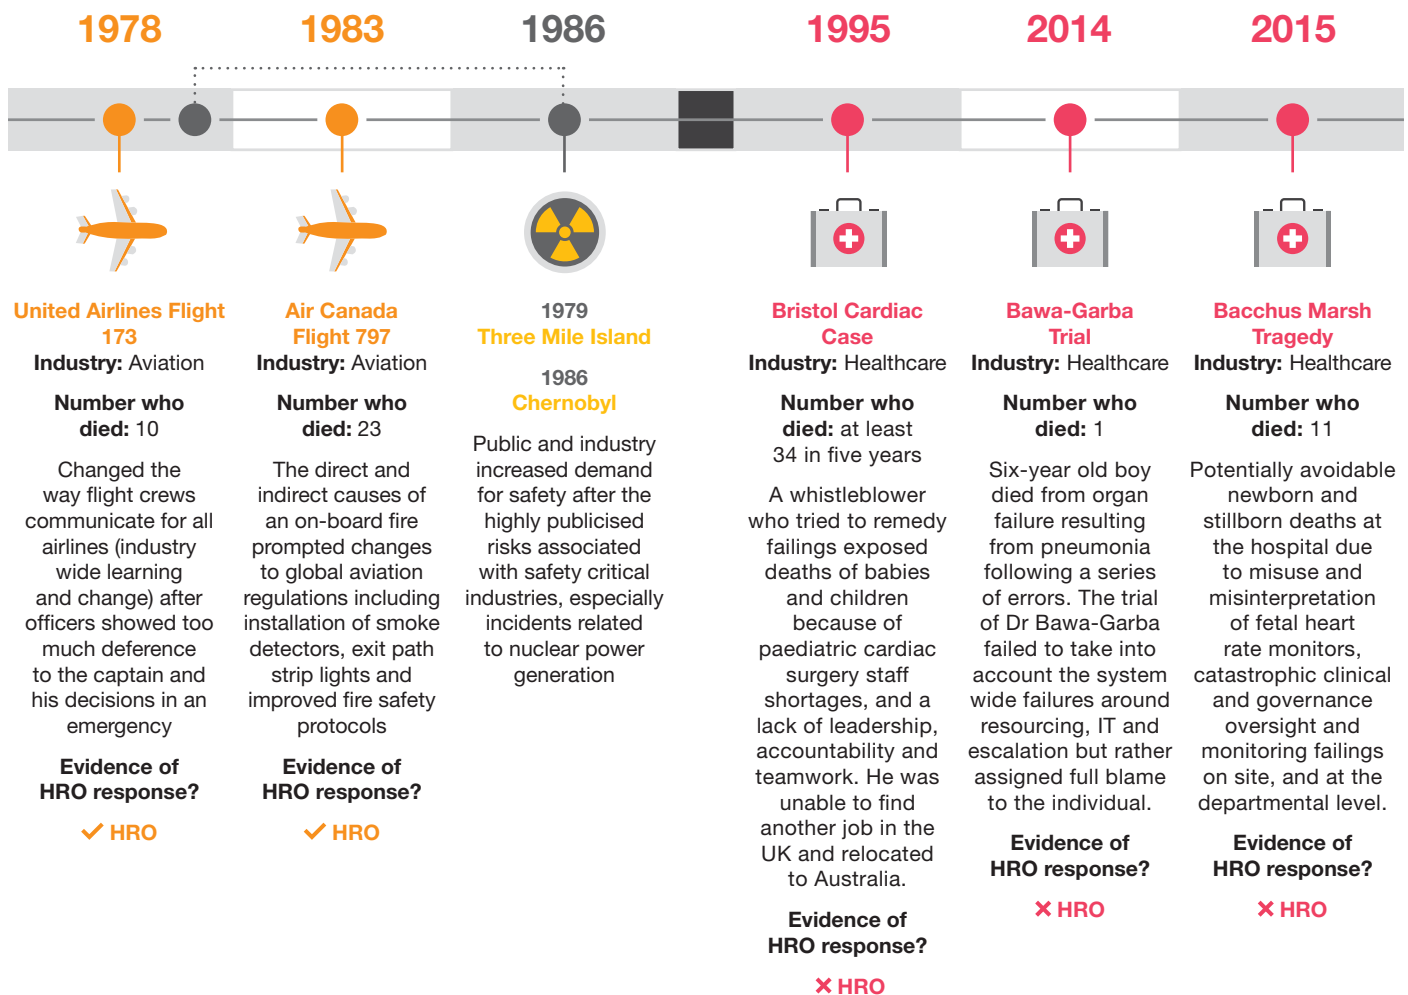 1978
1983
1986
1995
2014
2015
United Airlines Flight
173
Industry: Aviation
Number who
died: 10
Changed the
way flight crews
communicate for all
airlines (industry
wide learning
and change) after
officers showed too
much deference
to the captain and
his decisions in an
emergency
Evidence of
HRO response?
✓ HRO
Air Canada
Flight 797
Industry: Aviation
Number who
died: 23
The direct and
indirect causes of
an on-board fire
prompted changes
to global aviation
regulations including
installation of smoke
detectors, exit path
strip lights and
improved fire safety
protocols
Evidence of
HRO response?
✓ HRO
1979
Three Mile Island
1986
Chernobyl
Public and industry
increased demand
for safety after the
highly publicised
risks associated
with safety critical
industries, especially
incidents related
to nuclear power
generation
Bristol Cardiac
Case
Industry: Healthcare
Number who
died: at least
34 in five years
A whistleblower
who tried to remedy
failings exposed
deaths of babies
and children
because of
paediatric cardiac
surgery staff
shortages, and a
lack of leadership,
accountability and
teamwork. He was
unable to find
another job in the
UK and relocated
to Australia.
Evidence of
HRO response?
✕ HRO
Bawa-Garba
Trial
Industry: Healthcare
Number who
died: 1
Six-year old boy
died from organ
failure resulting
from pneumonia
following a series
of errors. The trial
of Dr Bawa-Garba
failed to take into
account the system
wide failures around
resourcing, IT and
escalation but rather
assigned full blame
to the individual.
Evidence of
HRO response?
✕ HRO
Bacchus Marsh
Tragedy
Industry: Healthcare
Number who
died: 11
Potentially avoidable
newborn and
stillborn deaths at
the hospital due
to misuse and
misinterpretation
of fetal heart
rate monitors,
catastrophic clinical
and governance
oversight and
monitoring failings
on site, and at the
departmental level.
Evidence of
HRO response?
✕ HRO